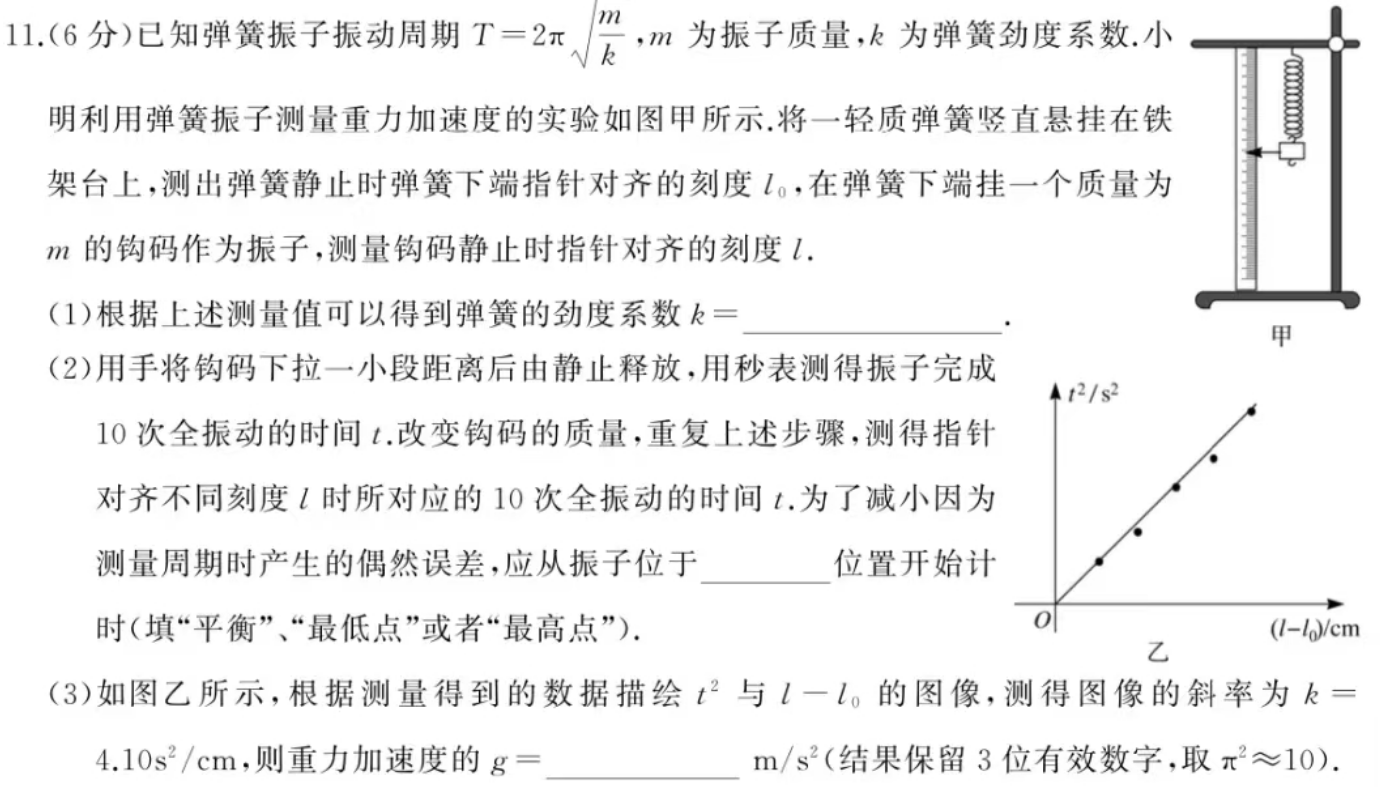 11.(6 分)已知弹簧振子振动周期 T=2π√(m/k),m 为振子质量,k 为弹簧劲度系数.小
明利用弹簧振子测量重力加速度的实验如图甲所示.将一轻质弹簧竖直悬挂在铁
架台上,测出弹簧静止时弹簧下端指针对齐的刻度 l₀,在弹簧下端挂一个质量为
m 的钩码作为振子,测量钩码静止时指针对齐的刻度 l.
(1)根据上述测量值可以得到弹簧的劲度系数 k=____________.
甲
(2)用手将钩码下拉一小段距离后由静止释放,用秒表测得振子完成
10 次全振动的时间 t.改变钩码的质量,重复上述步骤,测得指针
对齐不同刻度 l 时所对应的 10 次全振动的时间 t.为了减小因为
测量周期时产生的偶然误差,应从振子位于______位置开始计
时(填“平衡”、“最低点”或者“最高点”).
t²/s²
O
(l-l₀)/cm
乙
(3)如图乙所示,根据测量得到的数据描绘 t² 与 l-l₀ 的图像,测得图像的斜率为 k=
4.10s²/cm,则重力加速度的 g=_________ m/s²(结果保留 3 位有效数字,取 π²≈10).